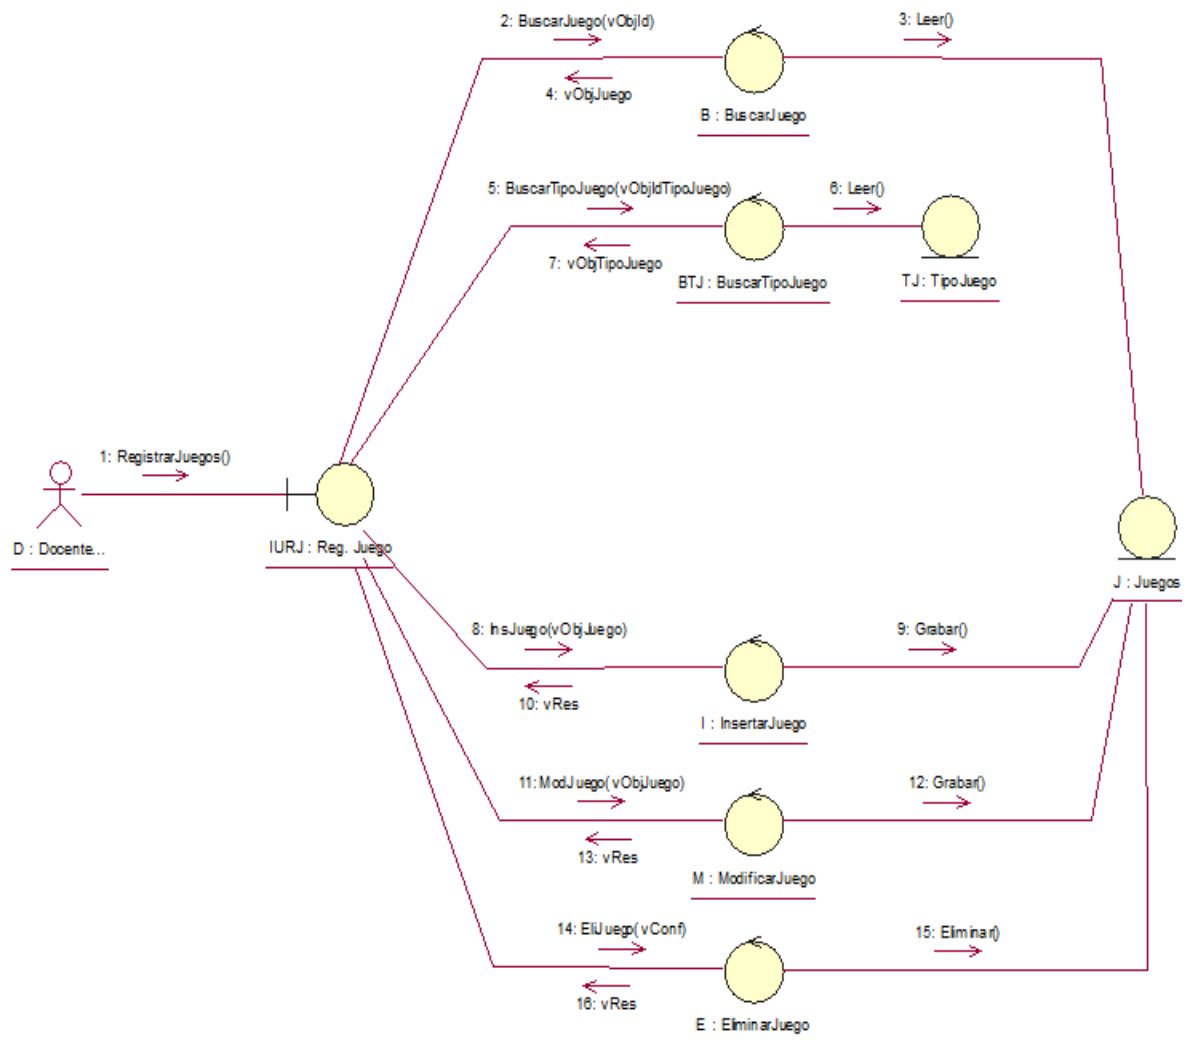 2: BuscarJuego(vObjId)
3: Leer()
4: vObjJuego
B : BuscarJuego
5: BuscarTipoJuego(vObjIdTipoJuego)
6: Leer()
7: vObjTipoJuego
BTJ : BuscarTipoJuego
TJ : TipoJuego
1: RegistrarJuegos()
D : Docente...
IURJ : Reg. Juego
J : Juegos
8: InsJuego(vObjJuego)
9: Grabar()
10: vRes
I : InsertarJuego
11: ModJuego(vObjJuego)
12: Grabar()
13: vRes
M : ModificarJuego
14: EliJuego(vConf)
15: Eliminar()
16: vRes
E : EliminarJuego